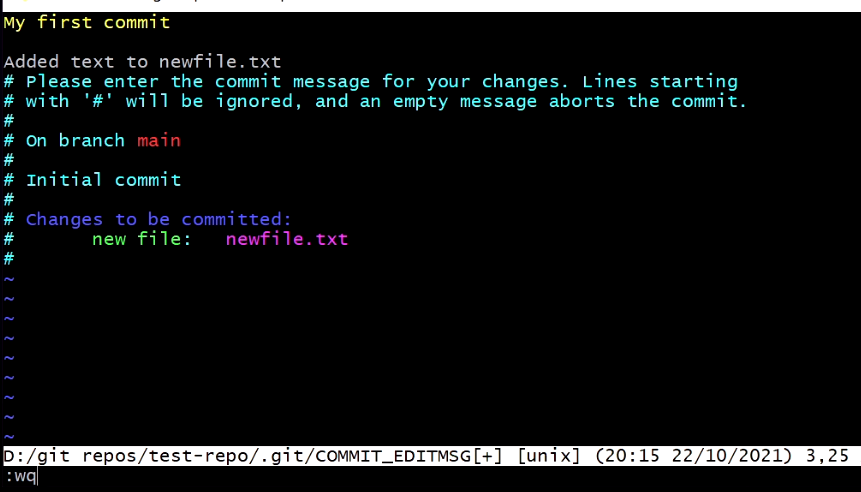 My first commit
Added text to newfile.txt
# Please enter the commit message for your changes. Lines starting
# with '#' will be ignored, and an empty message aborts the commit.
#
# On branch main
#
# Initial commit
#
# Changes to be committed:
#       new file:   newfile.txt
#
~
~
~
~
~
~
~
~
~
D:/git repos/test-repo/.git/COMMIT_EDITMSG[+] [unix] (20:15 22/10/2021) 3,25
:wq